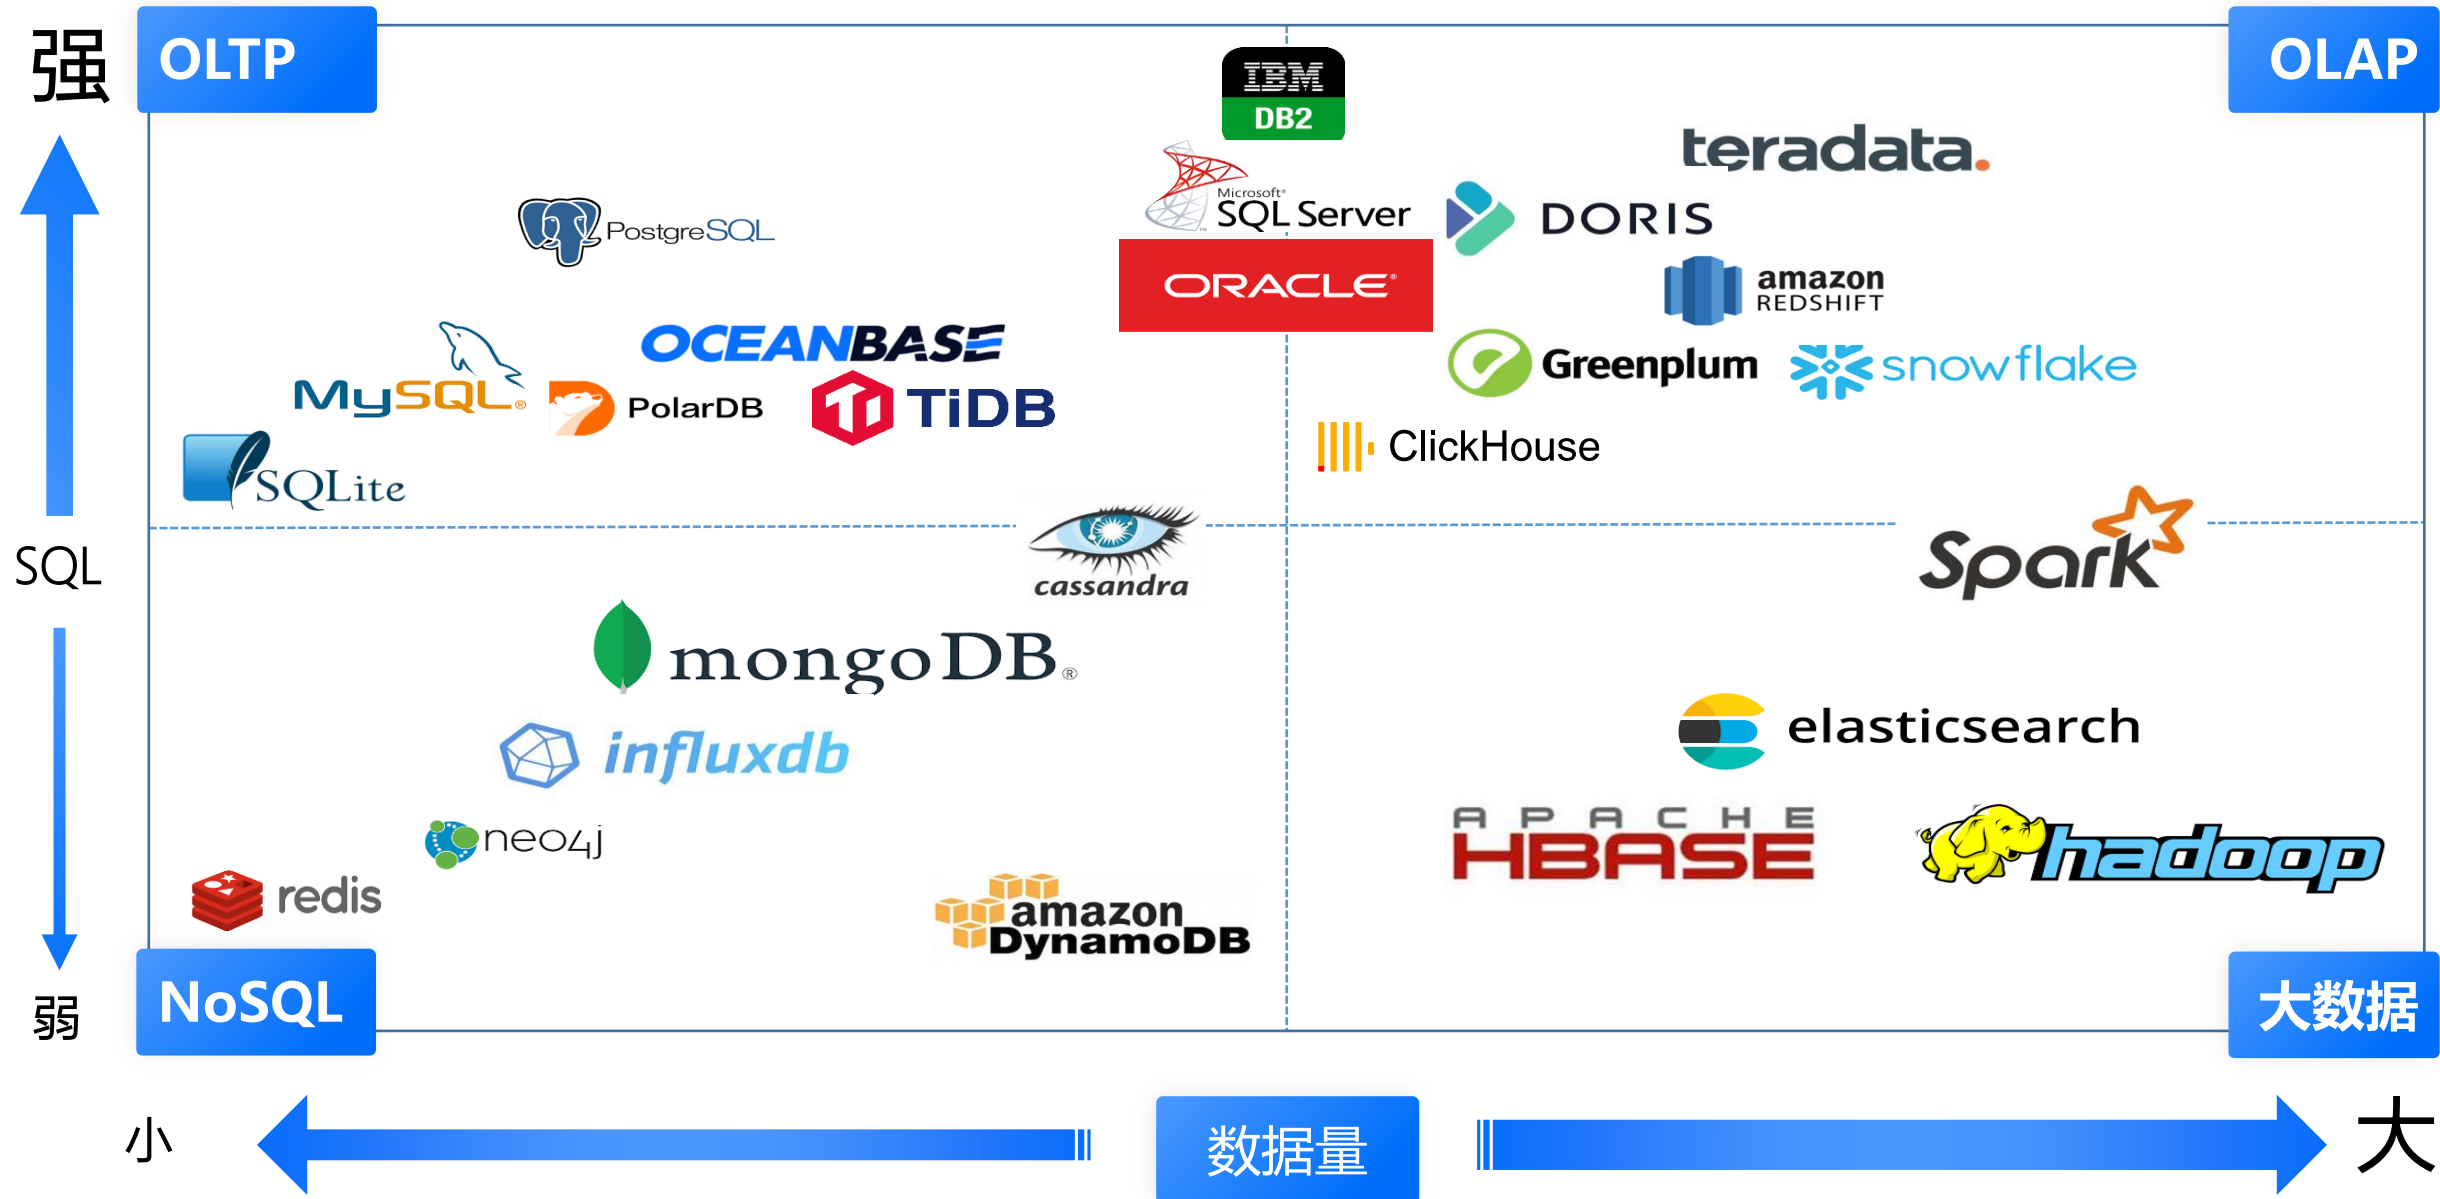 强
OLTP
OLAP
IBM
DB2
teradata.
Microsoft®
SQL Server
™
DORIS
PostgreSQL
ORACLE®
amazon
REDSHIFT
OCEANBASE
Greenplum
snowflake
MySQL®
PolarDB
TiDB
ClickHouse
SQLite
SQL
cassandra
Spark
mongoDB®
elasticsearch
influxdb
neo4j
APACHE
HBASE
hadoop
redis
amazon
DynamoDB
弱
NoSQL
大数据
小
数据量
大